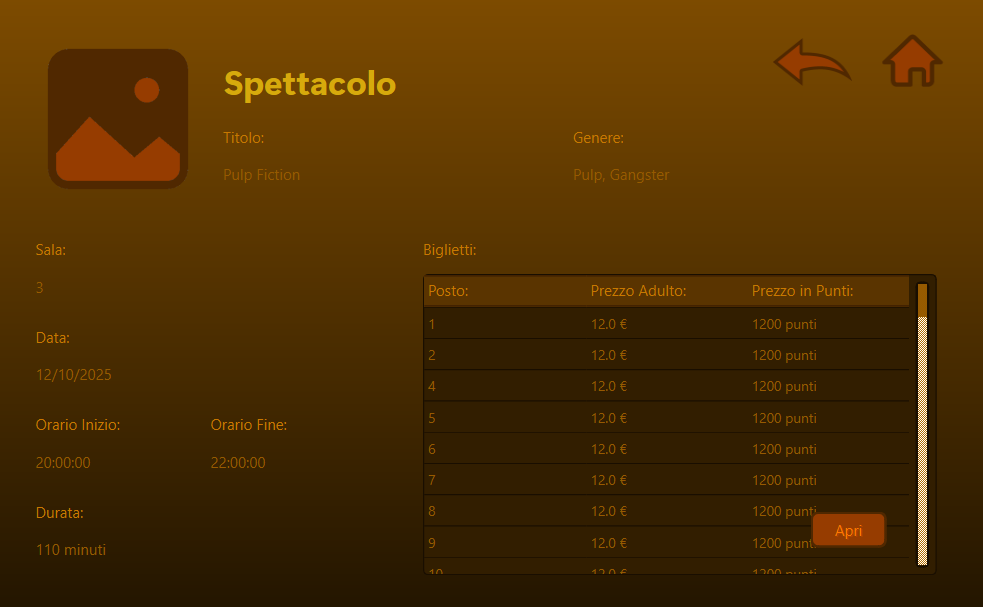 Spettacolo
Titolo: Genere:
Pulp Fiction Pulp, Gangster
Sala: Biglietti:
3
Posto: Prezzo Adulto: Prezzo in Punti:
1 12.0 € 1200 punti
Data:
2 12.0 € 1200 punti
12/10/2025
4 12.0 € 1200 punti
5 12.0 € 1200 punti
Orario Inizio: Orario Fine:
6 12.0 € 1200 punti
20:00:00 22:00:00
7 12.0 € 1200 punti
Durata:
8 12.0 € 1200 punti
Apri
110 minuti
9 12.0 € 1200 punti
10 12.0 € 1200 punti